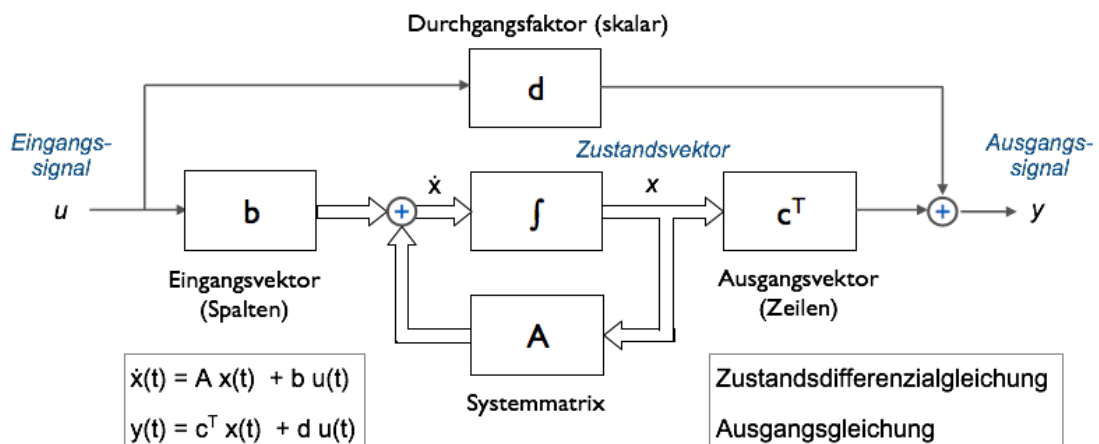 Durchgangsfaktor (skalar)
d
Eingangs-
signal
Zustandsvektor
Ausgangs-
signal
u
b
+
ẋ
∫
x
cᵀ
+
y
Eingangsvektor
(Spalten)
A
Ausgangsvektor
(Zeilen)
Systemmatrix
ẋ(t) = A x(t) + b u(t)
y(t) = cᵀ x(t) + d u(t)
Zustandsdifferenzialgleichung
Ausgangsgleichung